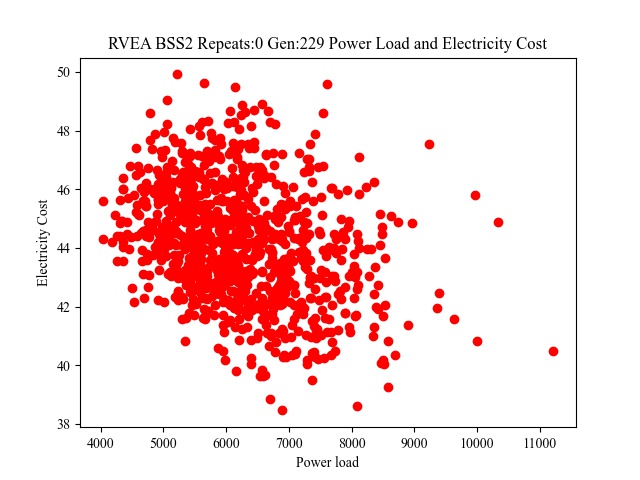 RVEA BSS2 Repeats:0 Gen:229 Power Load and Electricity Cost
50
48
46
44
42
40
38
Electricity Cost
4000 5000 6000 7000 8000 9000 10000 11000
Power load